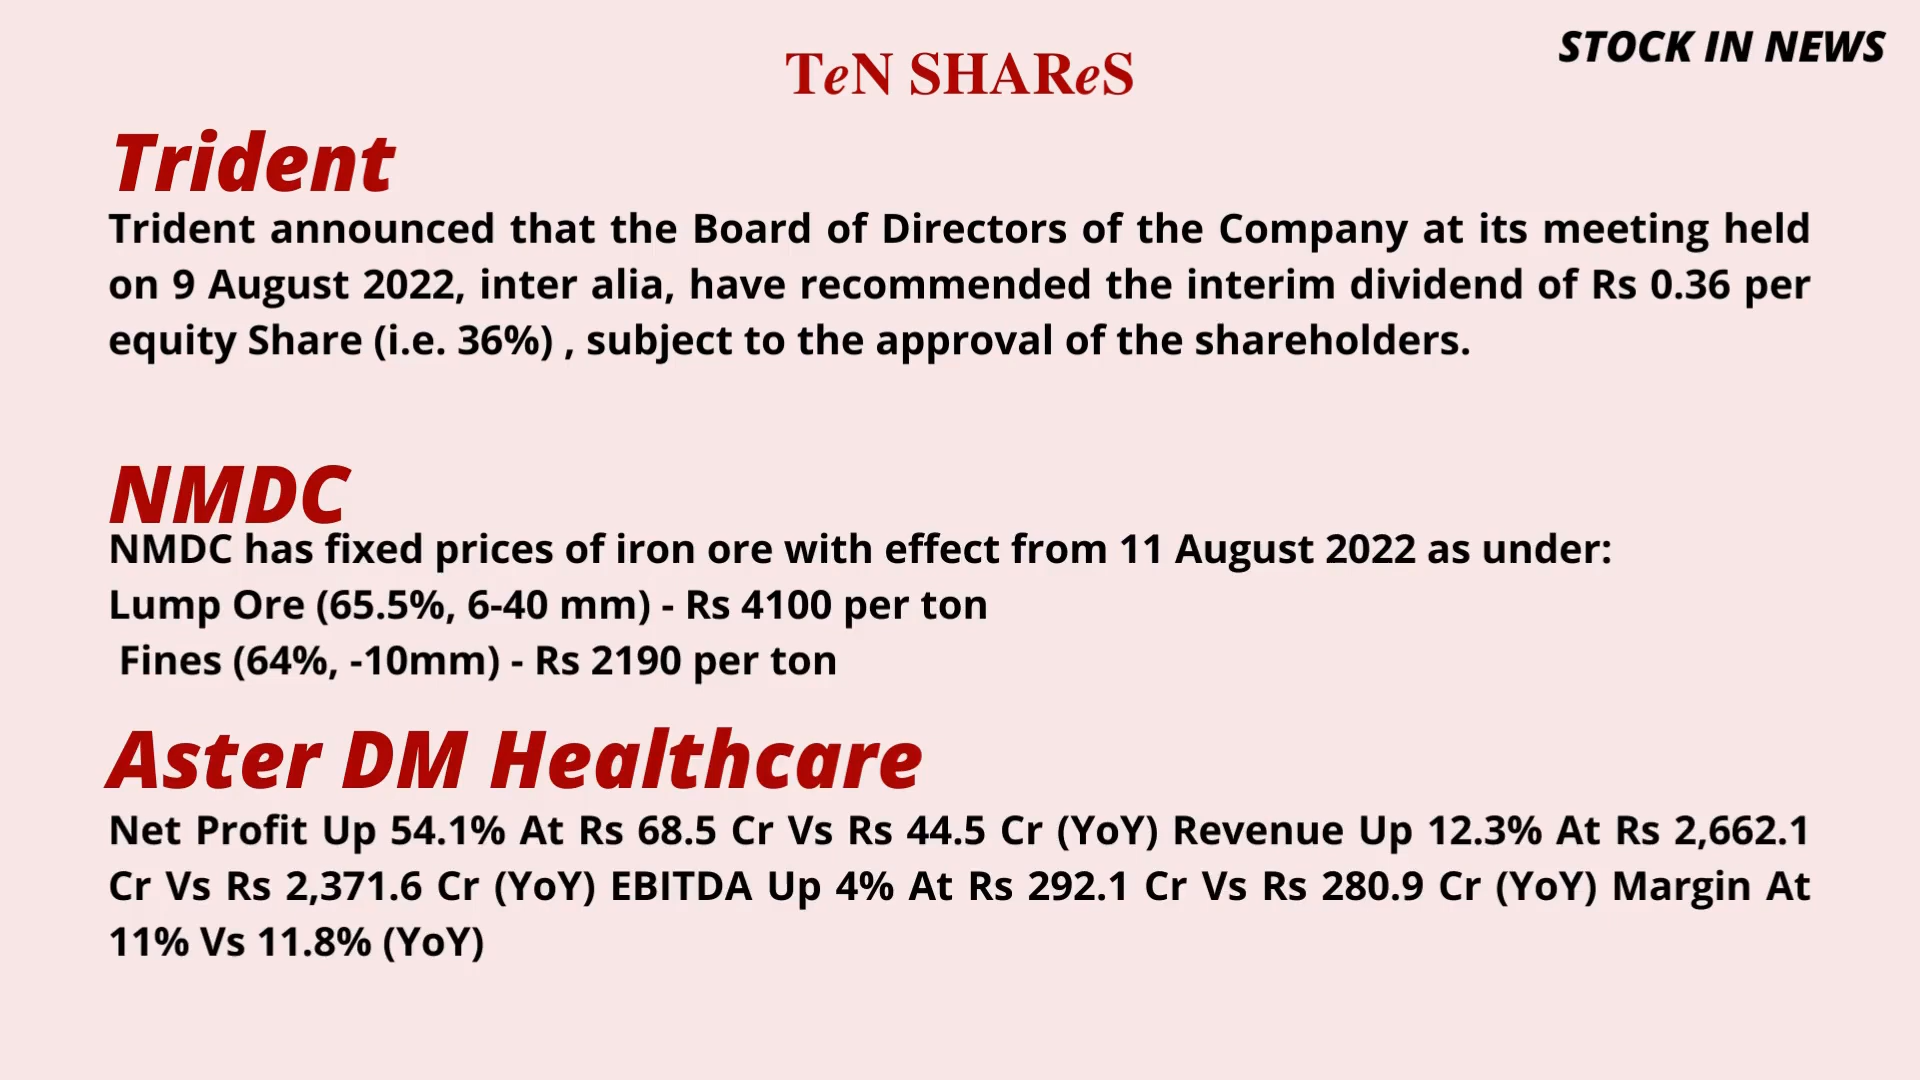 STOCK IN NEWS
TeN SHAReS
Trident
Trident announced that the Board of Directors of the Company at its meeting held
on 9 August 2022, inter alia, have recommended the interim dividend of Rs 0.36 per
equity Share (i.e. 36%) , subject to the approval of the shareholders.
NMDC
NMDC has fixed prices of iron ore with effect from 11 August 2022 as under:
Lump Ore (65.5%, 6-40 mm) - Rs 4100 per ton
Fines (64%, -10mm) - Rs 2190 per ton
Aster DM Healthcare
Net Profit Up 54.1% At Rs 68.5 Cr Vs Rs 44.5 Cr (YoY) Revenue Up 12.3% At Rs 2,662.1
Cr Vs Rs 2,371.6 Cr (YoY) EBITDA Up 4% At Rs 292.1 Cr Vs Rs 280.9 Cr (YoY) Margin At
11% Vs 11.8% (YoY)